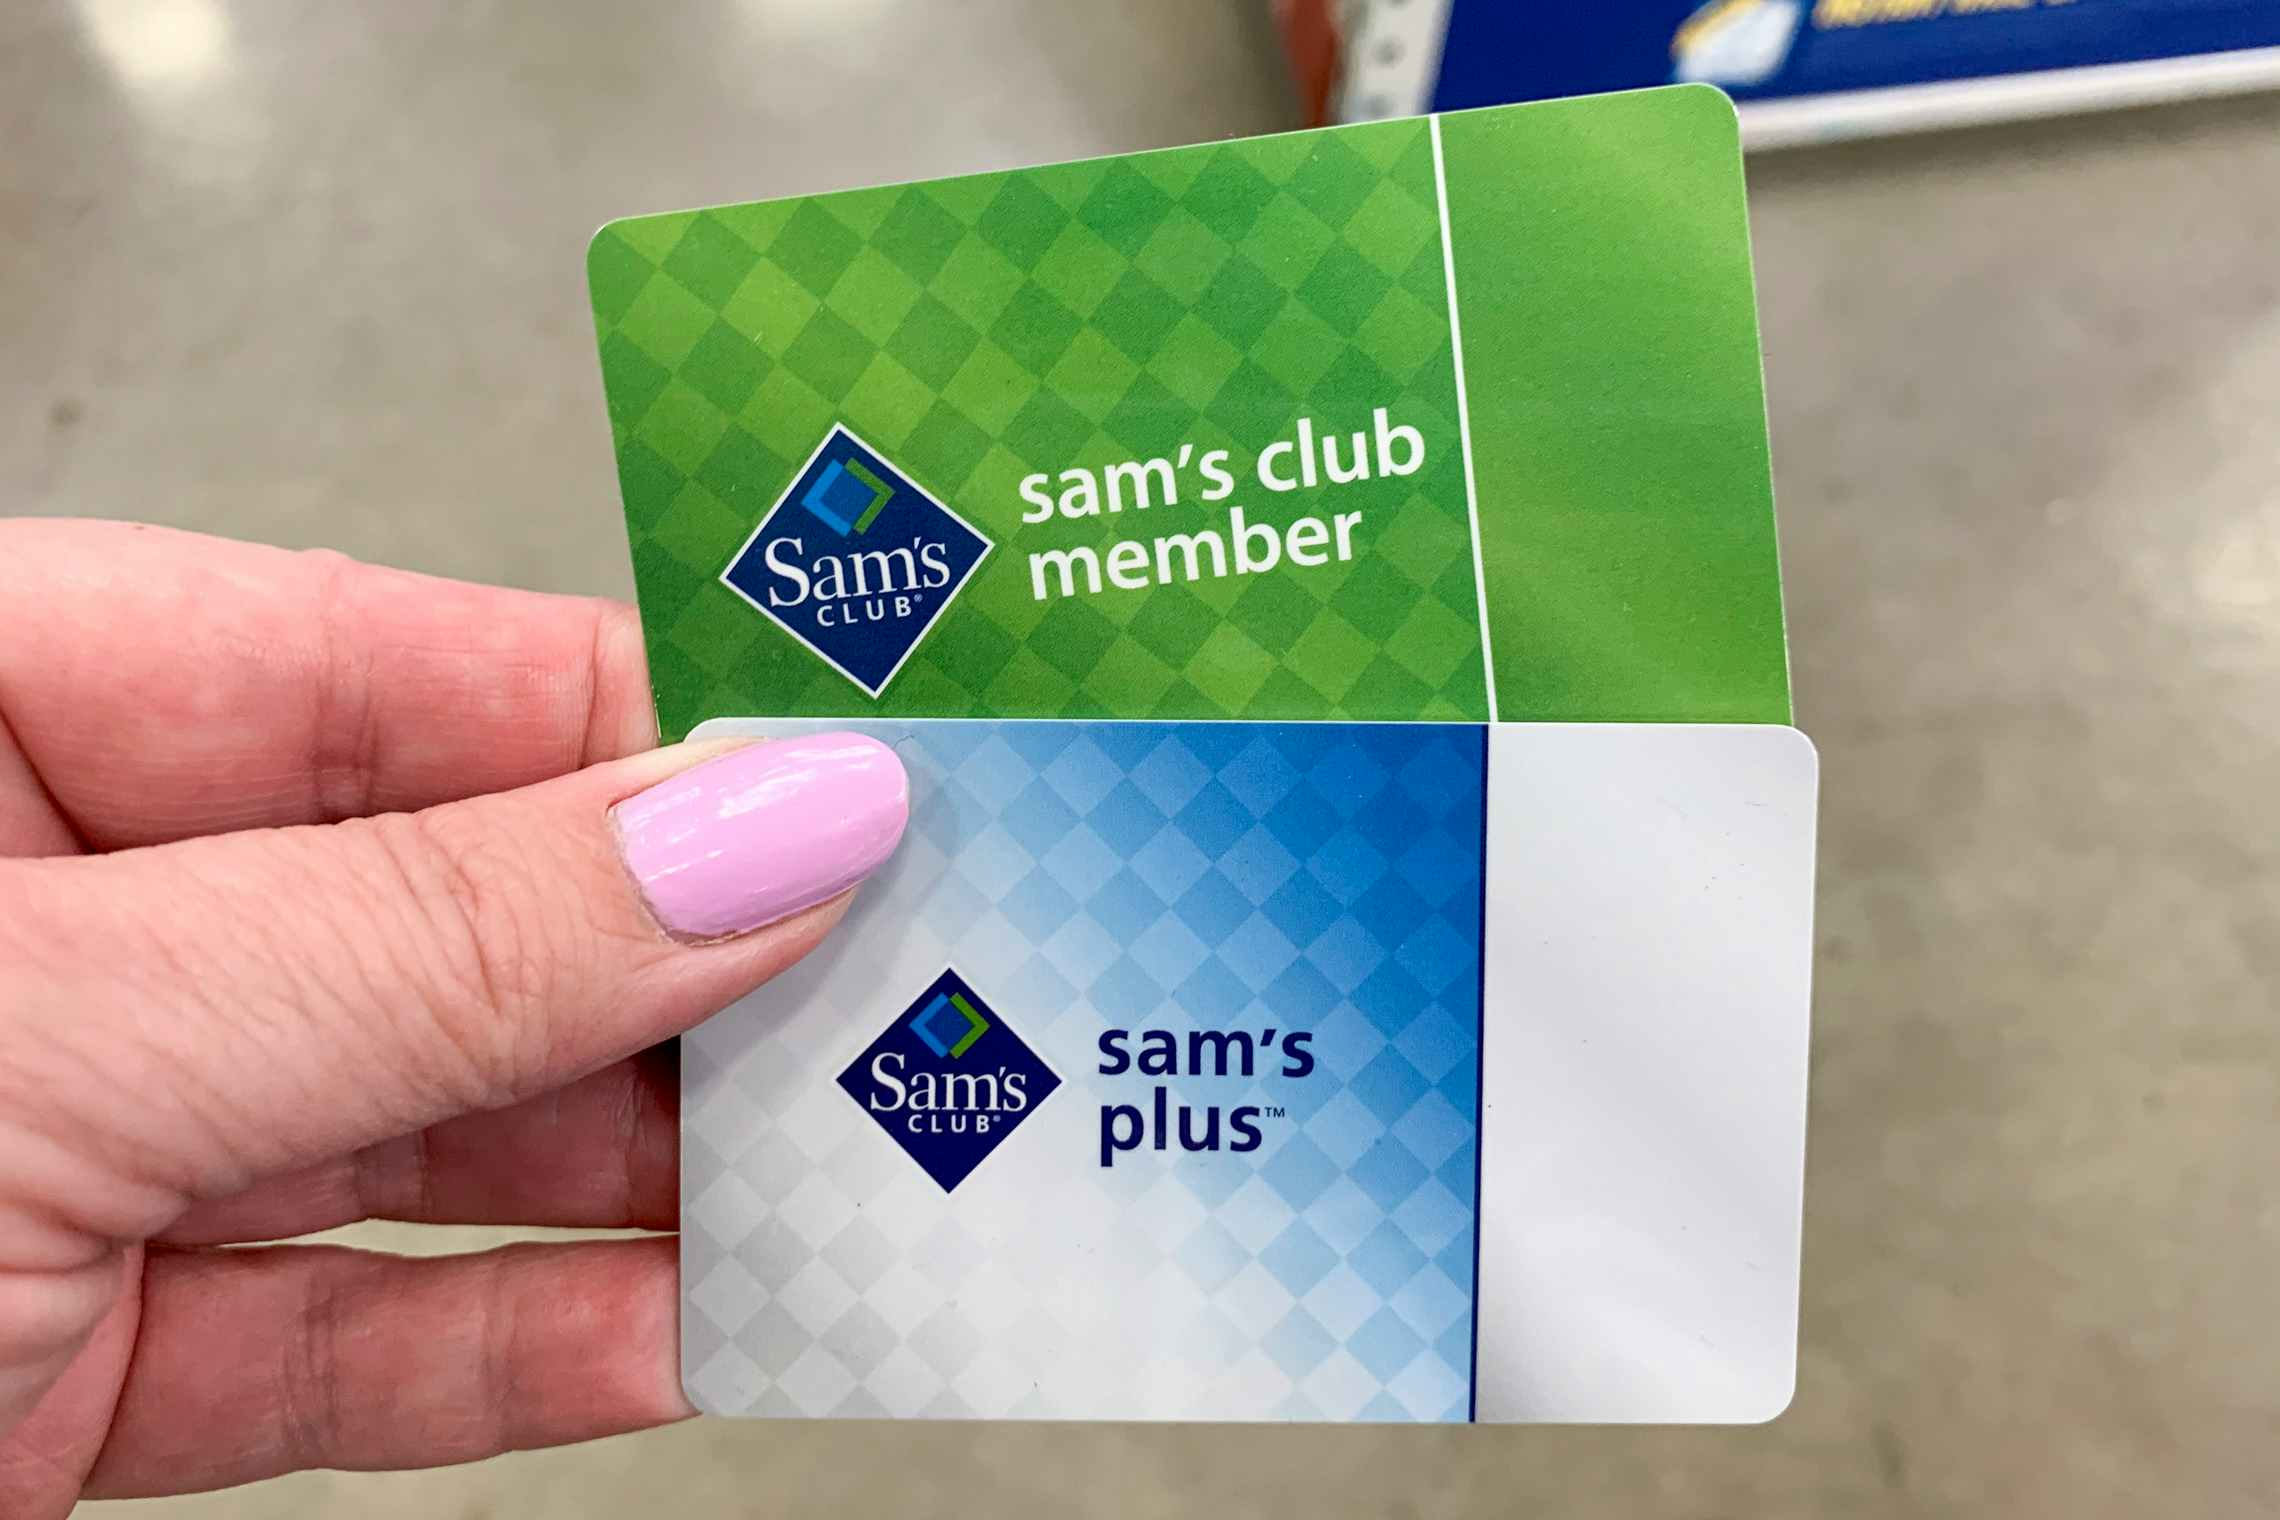 Sam's
CLUB®
sam's club
member
Sam's
CLUB®
sam's
plus™